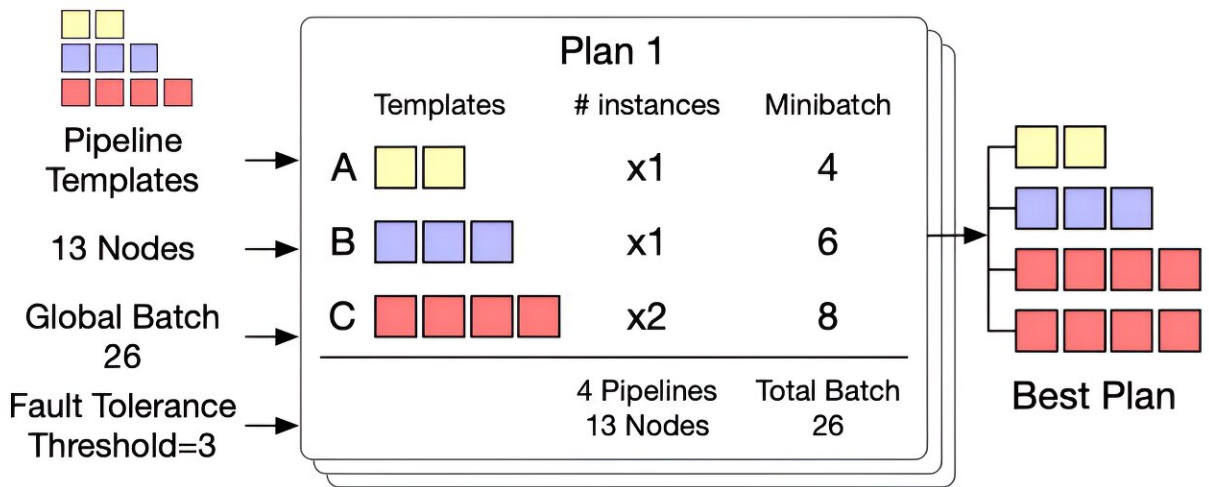 Pipeline
Templates
13 Nodes
Global Batch
26
Fault Tolerance
Threshold=3
Plan 1
Templates # instances Minibatch
A x1 4
B x1 6
C x2 8
4 Pipelines Total Batch
13 Nodes 26
Best Plan